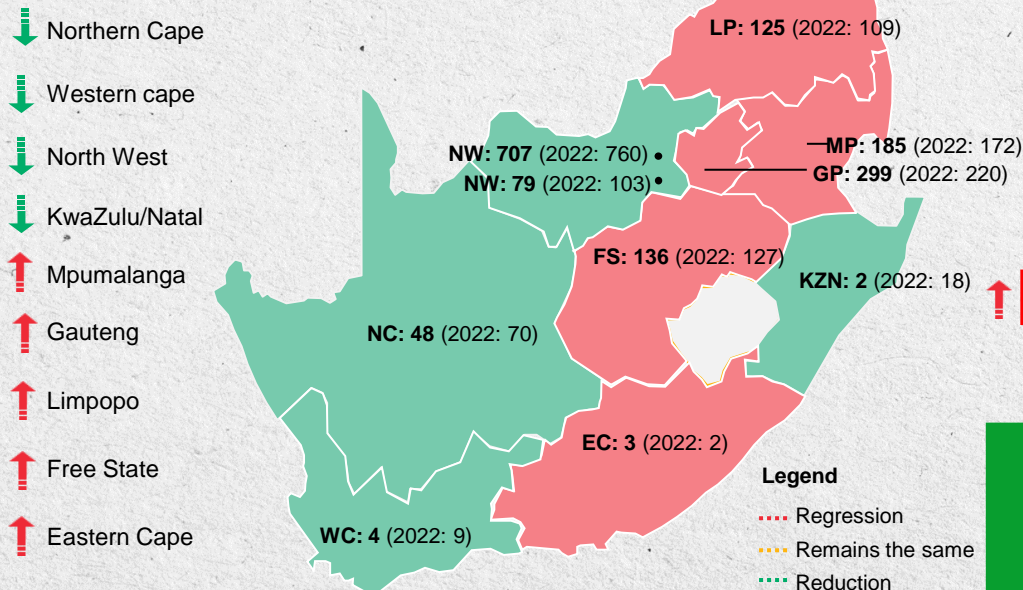 Northern Cape
Western cape
North West
KwaZulu/Natal
Mpumalanga
Gauteng
Limpopo
Free State
Eastern Cape
LP: 125 (2022: 109)
NW: 707 (2022: 760)
NW: 79 (2022: 103)
MP: 185 (2022: 172)
GP: 299 (2022: 220)
FS: 136 (2022: 127)
KZN: 2 (2022: 18)
NC: 48 (2022: 70)
EC: 3 (2022: 2)
WC: 4 (2022: 9)
Legend
Regression
Remains the same
Reduction